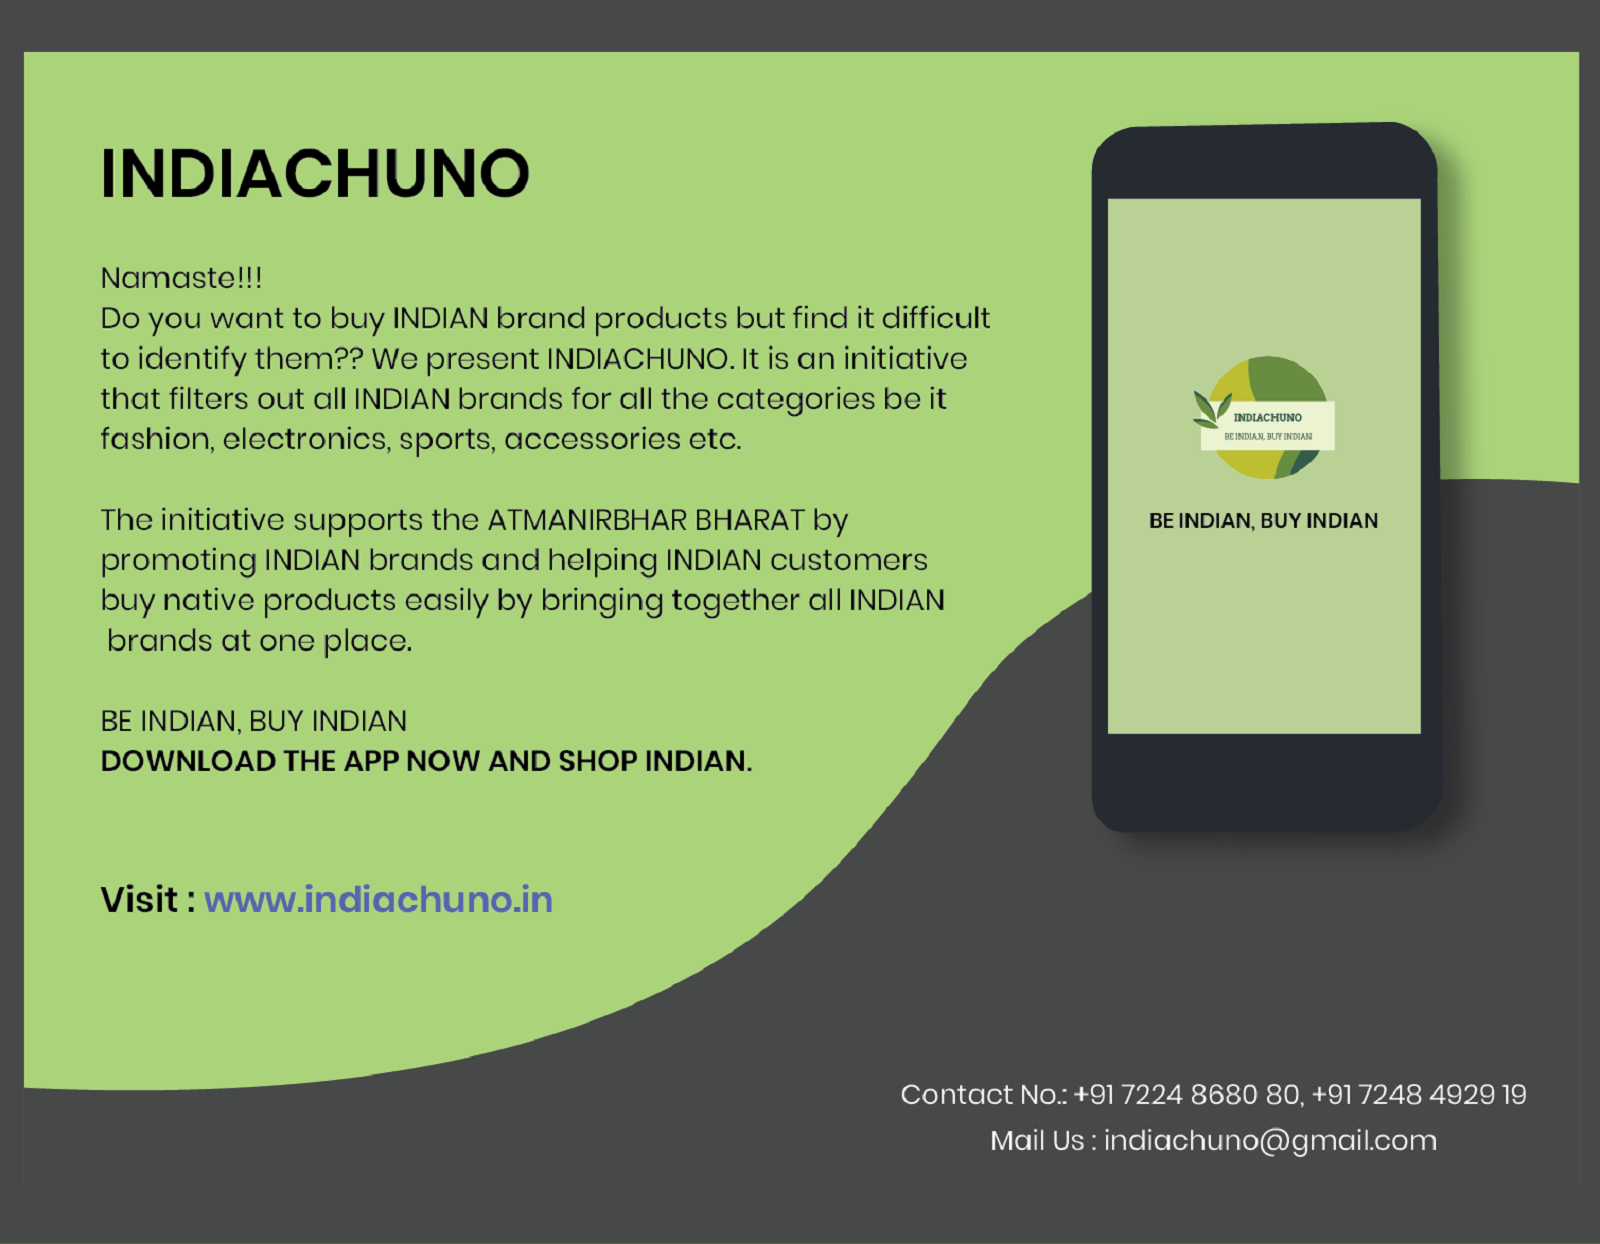 INDIACHUNO
Namaste!!!
Do you want to buy INDIAN brand products but find it difficult
to identify them?? We present INDIACHUNO. It is an initiative
that filters out all INDIAN brands for all the categories be it
fashion, electronics, sports, accessories etc.
The initiative supports the ATMANIRBHAR BHARAT by
promoting INDIAN brands and helping INDIAN customers
buy native products easily by bringing together all INDIAN
brands at one place.
BE INDIAN, BUY INDIAN
DOWNLOAD THE APP NOW AND SHOP INDIAN.
Visit : www.indiachuno.in
INDIACHUNO
BE INDIAN, BUY INDIAN
BE INDIAN, BUY INDIAN
Contact No.: +91 7224 8680 80, +91 7248 4929 19
Mail Us : indiachuno@gmail.com